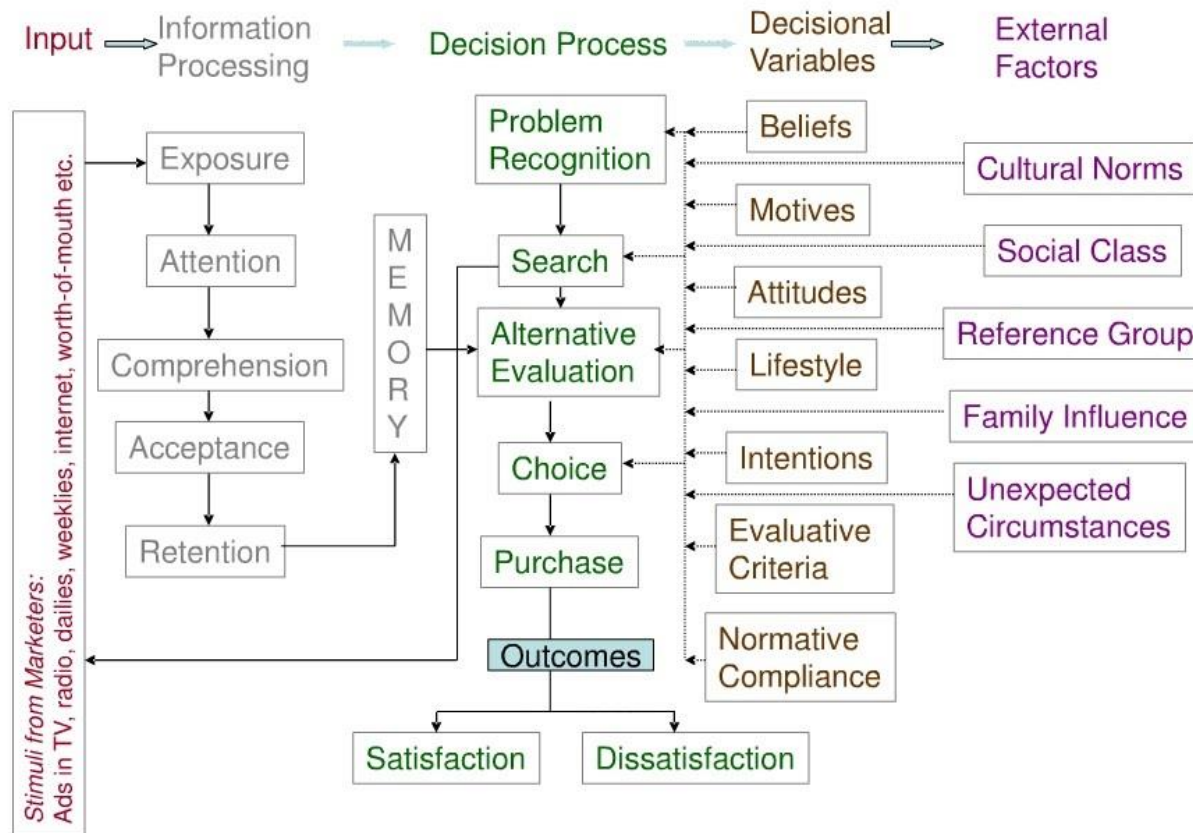 Input
Information
Processing
Decision Process
Decisional
Variables
External
Factors
Stimuli from Marketers:
Ads in TV, radio, dailies, weeklies, internet, worth-of-mouth etc.
Exposure
Attention
Comprehension
Acceptance
Retention
MEMORY
Problem
Recognition
Search
Alternative
Evaluation
Choice
Purchase
Outcomes
Satisfaction
Dissatisfaction
Beliefs
Motives
Attitudes
Lifestyle
Intentions
Evaluative
Criteria
Normative
Compliance
Cultural Norms
Social Class
Reference Group
Family Influence
Unexpected
Circumstances